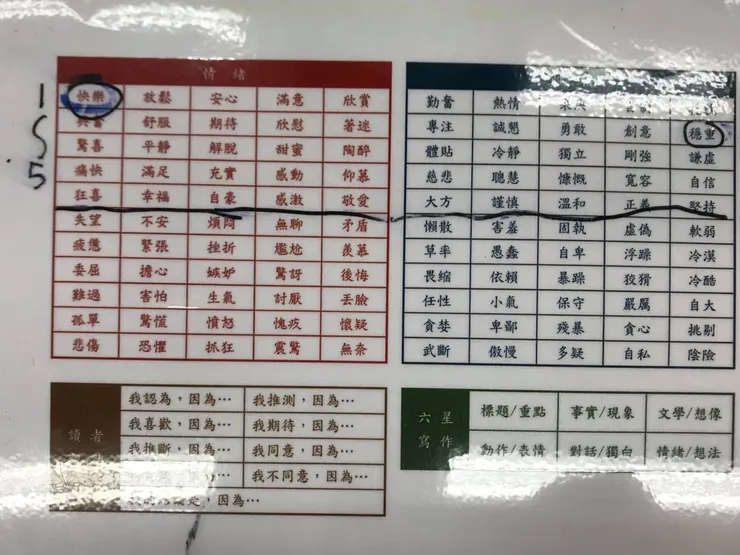 1
5
5
情緒
快樂 放鬆 安心 滿意 欣賞
興奮 舒服 期待 欣慰 著迷
驚喜 平靜 解脫 甜蜜 陶醉
痛快 滿足 充實 感動 仰慕
狂喜 幸福 自豪 感激 敬愛
失望 不安 煩悶 無聊 矛盾
疲憊 緊張 挫折 尷尬 羨慕
委屈 擔心 嫉妒 驚訝 後悔
難過 害怕 生氣 討厭 丟臉
孤單 驚慌 憤怒 愧疚 懷疑
悲傷 恐懼 抓狂 震驚 無奈
勤奮 熱情
專注 誠懇 勇敢 創意 穩重
體貼 冷靜 獨立 剛強 謙虛
慈悲 聰慧 慷慨 寬容 自信
大方 謹慎 溫和 正義 堅持
懶散 害羞 固執 虛偽 軟弱
草率 愚蠢 自卑 浮躁 冷漠
畏縮 依賴 暴躁 狡猾 冷酷
任性 小氣 保守 嚴厲 自大
貪婪 卑鄙 殘暴 貪心 挑剔
武斷 傲慢 多疑 自私 陰險
讀者
我認為，因為… 我推測，因為…
我喜歡，因為… 我期待，因為…
我推斷，因為… 我同意，因為…
，因為… 我不同意，因為…
，因為…
六星寫作
標題/重點 事實/現象 文學/想像
動作/表情 對話/獨白 情緒/想法